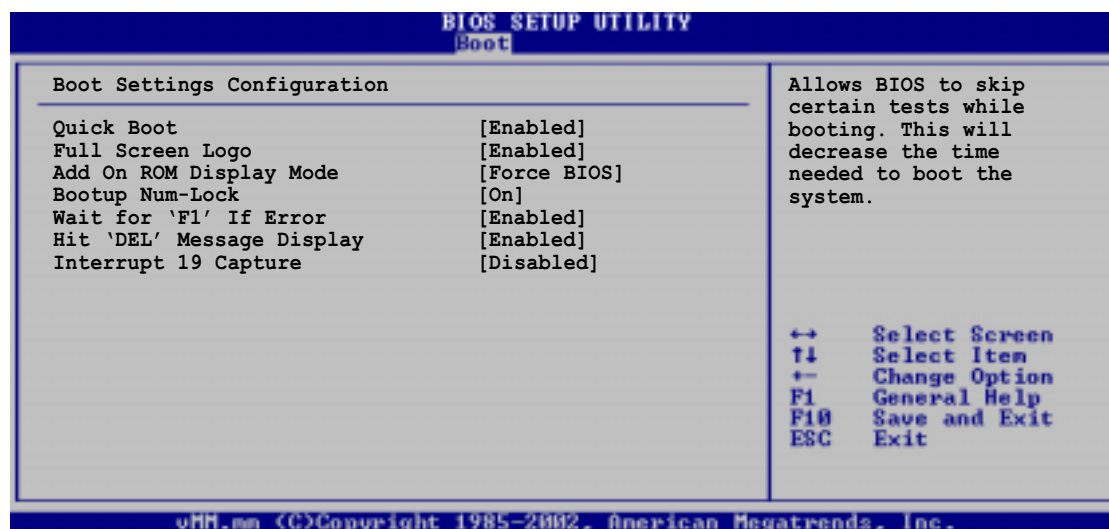 BIOS SETUP UTILITY
Boot
Boot Settings Configuration
Quick Boot [Enabled]
Full Screen Logo [Enabled]
Add On ROM Display Mode [Force BIOS]
Bootup Num-Lock [On]
Wait for ‘F1’ If Error [Enabled]
Hit ‘DEL’ Message Display [Enabled]
Interrupt 19 Capture [Disabled]
Allows BIOS to skip
certain tests while
booting. This will
decrease the time
needed to boot the
system.
↔ Select Screen
↑↓ Select Item
+- Change Option
F1 General Help
F10 Save and Exit
ESC Exit
vMM.mm (C)Copyright 1985-2002, American Megatrends, Inc.